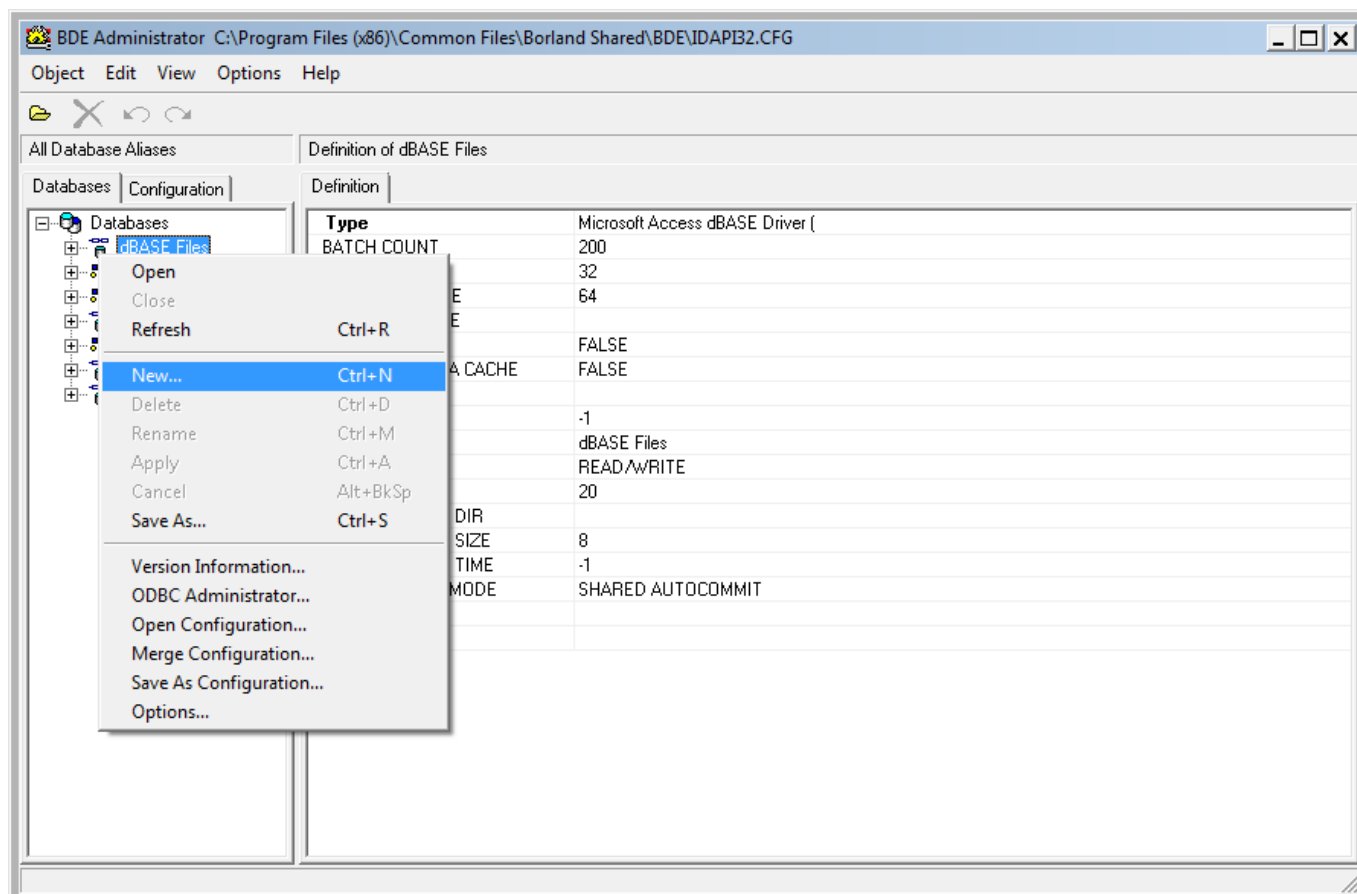 BDE Administrator C:\Program Files (x86)\Common Files\Borland Shared\BDE\IDAPI32.CFG
Object Edit View Options Help
All Database Aliases
Definition of dBASE Files
Databases Configuration
Definition
Databases
dBASE Files
Open
Close
Refresh Ctrl+R
New... Ctrl+N
Delete Ctrl+D
Rename Ctrl+M
Apply Ctrl+A
Cancel Alt+BkSp
Save As... Ctrl+S
Version Information...
ODBC Administrator...
Open Configuration...
Merge Configuration...
Save As Configuration...
Options...
Type Microsoft Access dBASE Driver (
BATCH COUNT 200
32
E 64
E
FALSE
A CACHE FALSE
-1
dBASE Files
READ/WRITE
20
DIR
SIZE 8
TIME -1
MODE SHARED AUTOCOMMIT